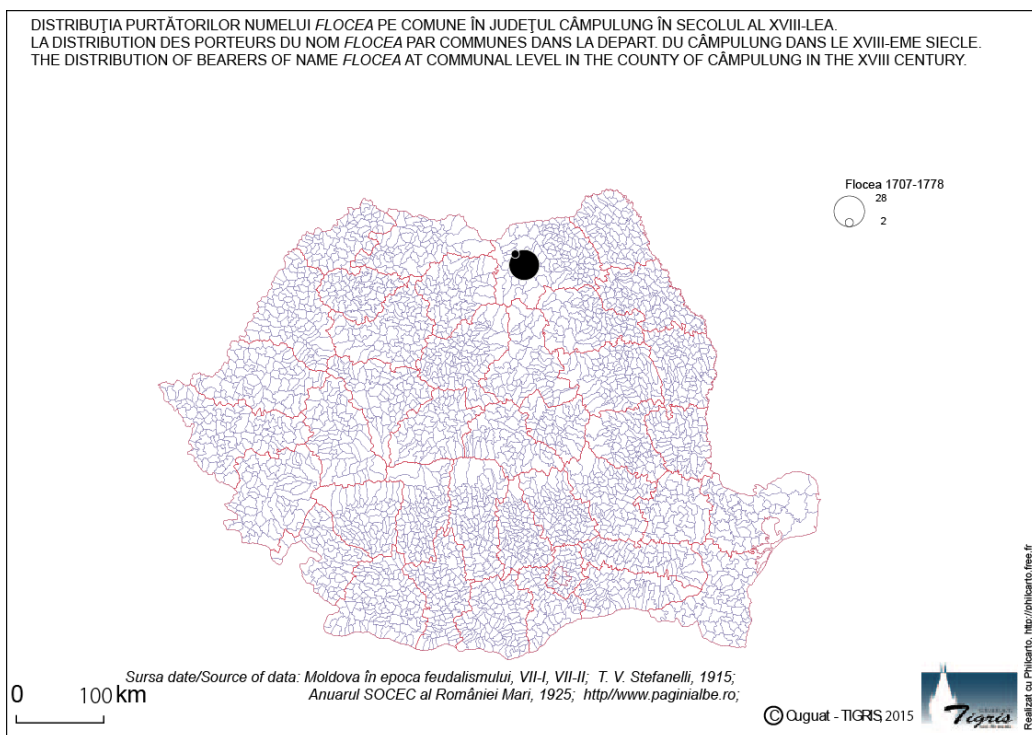 DISTRIBUŢIA PURTĂTORILOR NUMELUI FLOCEA PE COMUNE ÎN JUDEŢUL CÂMPULUNG ÎN SECOLUL AL XVIII-LEA.
LA DISTRIBUTION DES PORTEURS DU NOM FLOCEA PAR COMMUNES DANS LA DEPART. DU CÂMPULUNG DANS LE XVIII-EME SIECLE.
THE DISTRIBUTION OF BEARERS OF NAME FLOCEA AT COMMUNAL LEVEL IN THE COUNTY OF CÂMPULUNG IN THE XVIII CENTURY.
Flocea 1707-1778
28
2
Sursa date/Source of data: Moldova în epoca feudalismului, VII-I, VII-II; T. V. Stefanelli, 1915;
Anuarul SOCEC al României Mari, 1925; http//www.paginialbe.ro;
0 100 km
© Cuguat - TIGRIS, 2015
Tigris
Realizat cu Philcarto, http://philcarto.free.fr